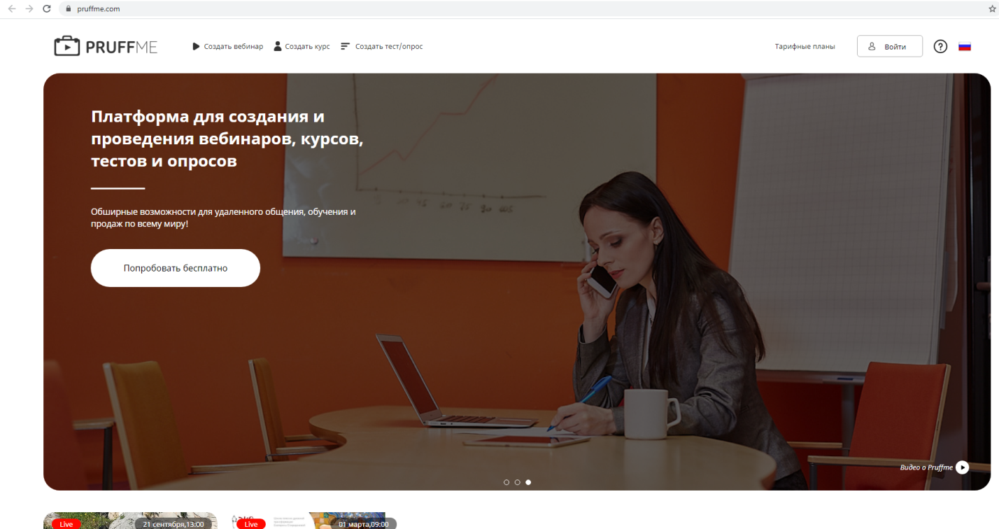 pruffme.com
PRUFFME
Создать вебинар
Создать курс
Создать тест/опрос
Тарифные планы
Войти
Платформа для создания и
проведения вебинаров, курсов,
тестов и опросов
Обширные возможности для удаленного общения, обучения и
продаж по всему миру!
Попробовать бесплатно
Видео о Pruffme
Live
21 сентября,13:00
Live
01 марта,09:00